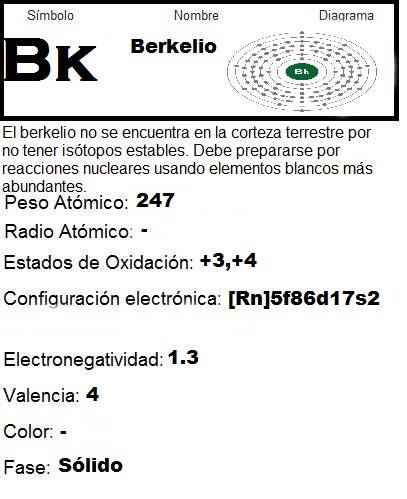 Símbolo Nombre Diagrama
BK Berkelio BK
El berkelio no se encuentra en la corteza terrestre por
no tener isótopos estables. Debe prepararse por
reacciones nucleares usando elementos blancos más
abundantes.
Peso Atómico: 247
Radio Atómico: -
Estados de Oxidación: +3,+4
Configuración electrónica: [Rn]5f86d17s2
Electronegatividad: 1.3
Valencia: 4
Color: -
Fase: Sólido